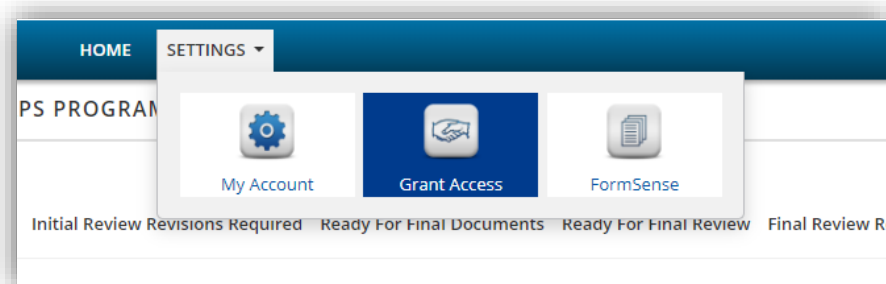 HOME SETTINGS
PS PROGRAM
My Account Grant Access FormSense
Initial Review Revisions Required Ready For Final Documents Ready For Final Review Final Review R